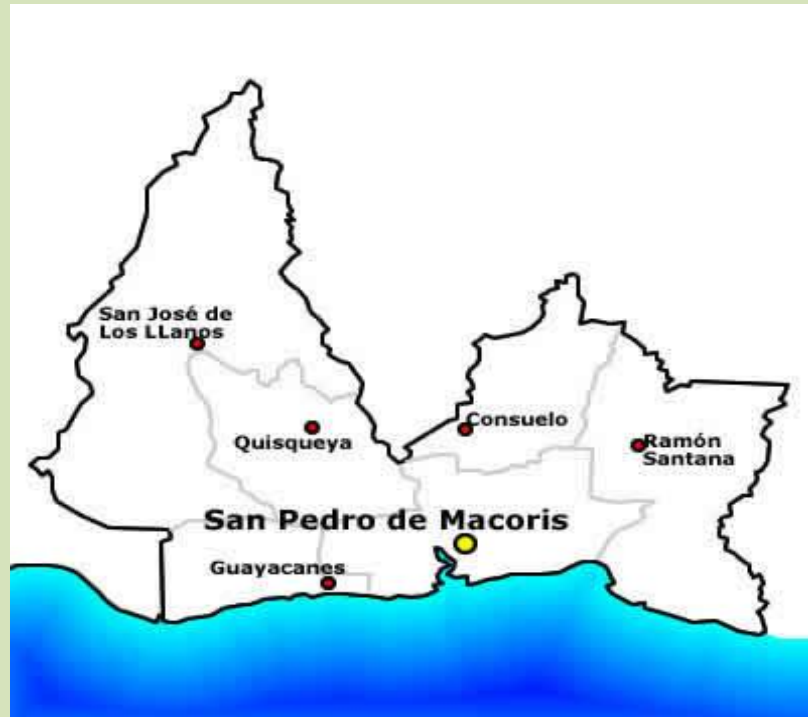 San José de
Los LLanos
Consuelo
Quisqueya
Ramón
Santana
San Pedro de Macoris
Guayacanes